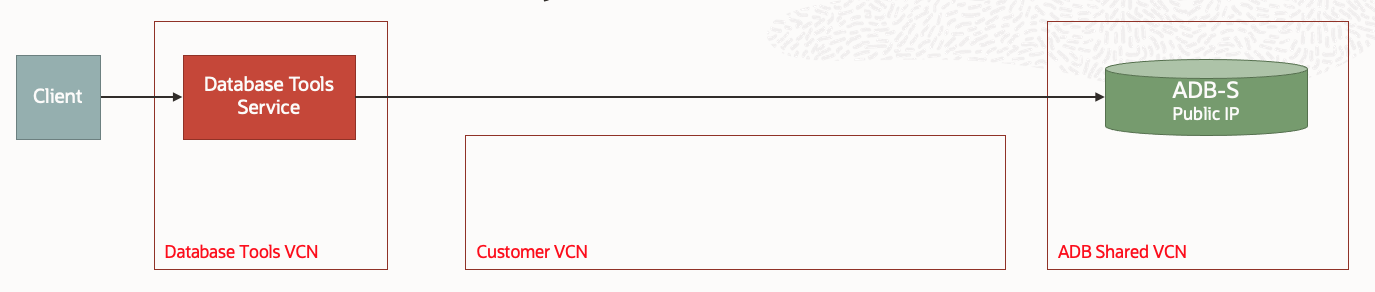 Client
Database Tools
Service
ADB-S
Public IP
Database Tools VCN
Customer VCN
ADB Shared VCN